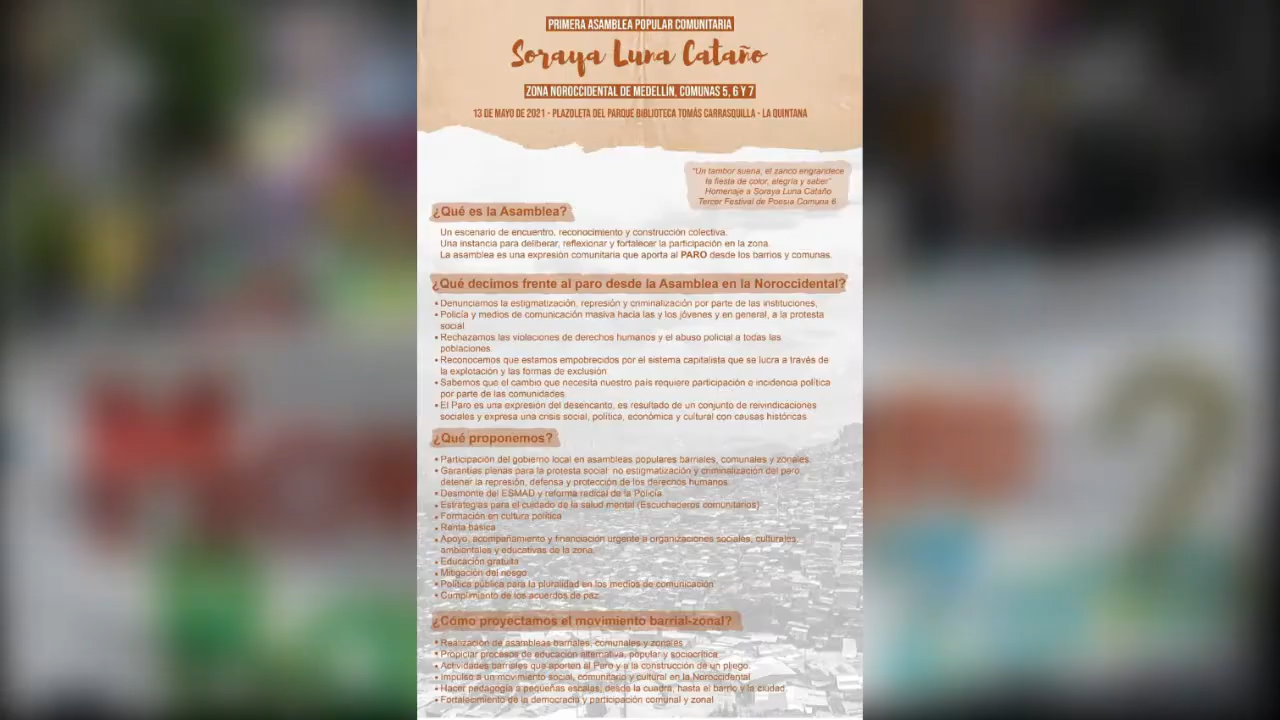 PRIMERA ASAMBLEA POPULAR COMUNITARIA
Soraya Luna Cataño
ZONA NOROCCIDENTAL DE MEDELLÍN, COMUNAS 5, 6 Y 7
13 DE MAYO DE 2021 - PLAZOLETA DEL PARQUE BIBLIOTECA TOMÁS CARRASQUILLA - LA QUINTANA
"Un tambor suena, el zanco engrandece
la fiesta de color, alegria y saber"
Homenaje a Soraya Luna Cataño
Tercer Festival de Poesia Comuna 6
¿Qué es la Asamblea?
Un escenario de encuentro, reconocimiento y construcción colectiva.
Una instancia para deliberar, reflexionar y fortalecer la participación en la zona.
La asamblea es una expresión comunitaria que aporta al PARO desde los barrios y comunas.
¿Qué decimos frente al paro desde la Asamblea en la Noroccidental?
• Denunciamos la estigmatización, represión y criminalización por parte de las instituciones,
• Policía y medios de comunicación masiva hacia las y los jóvenes y en general, a la protesta
social
• Rechazamos las violaciones de derechos humanos y el abuso policial a todas las
poblaciones
• Reconocemos que estamos empobrecidos por el sistema capitalista que se lucra a través de
la explotación y las formas de exclusión
• Sabemos que el cambio que necesita nuestro país requiere participación e incidencia política
por parte de las comunidades
• El Paro es una expresión del desencanto, es resultado de un conjunto de reivindicaciones
sociales y expresa una crisis social, política, económica y cultural con causas históricas
¿Qué proponemos?
• Participación del gobierno local en asambleas populares barriales, comunales y zonales.
• Garantías plenas para la protesta social: no estigmatización y criminalización del paro,
detener la represión, defensa y protección de los derechos humanos.
• Desmonte del ESMAD y reforma radical de la Policía
• Estrategias para el cuidado de la salud mental (Escuchaderos comunitarios)
• Formación en cultura política
• Renta básica
• Apoyo, acompañamiento y financiación urgente a organizaciones sociales, culturales,
ambientales y educativas de la zona.
• Educación gratuita
• Mitigación del riesgo
• Política pública para la pluralidad en los medios de comunicación
• Cumplimiento de los acuerdos de paz
¿Cómo proyectamos el movimiento barrial-zonal?
• Realización de asambleas barriales, comunales y zonales
• Propiciar procesos de educación alternativa, popular y sociocrítica
• Actividades barriales que aporten al Paro y a la construcción de un pliego.
• Impulso a un movimiento social, comunitario y cultural en la Noroccidental
• Hacer pedagogía a pequeñas escalas, desde la cuadra, hasta el barrio y la ciudad
• Fortalecimiento de la democracia y participación comunal y zonal